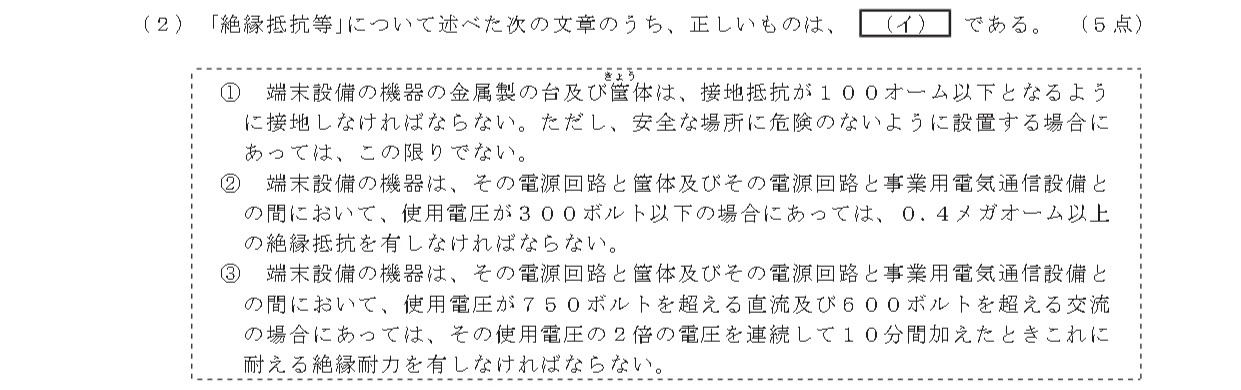 (２) 「絶縁抵抗等」について述べた次の文章のうち、正しいものは、 (イ) である。 (５点)
きょう
① 端末設備の機器の金属製の台及び筐体は、接地抵抗が１００オーム以下となるよう
に接地しなければならない。ただし、安全な場所に危険のないように設置する場合に
あっては、この限りでない。
② 端末設備の機器は、その電源回路と筐体及びその電源回路と事業用電気通信設備と
の間において、使用電圧が３００ボルト以下の場合にあっては、０.４メガオーム以上
の絶縁抵抗を有しなければならない。
③ 端末設備の機器は、その電源回路と筐体及びその電源回路と事業用電気通信設備と
の間において、使用電圧が７５０ボルトを超える直流及び６００ボルトを超える交流
の場合にあっては、その使用電圧の２倍の電圧を連続して１０分間加えたときこれに
耐える絶縁耐力を有しなければならない。